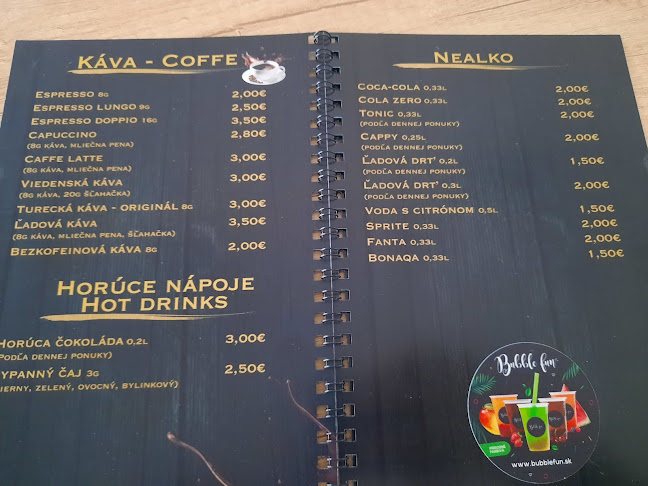 KÁVA - COFFE
ESPRESSO 8G 2,00€
ESPRESSO LUNGO 9G 2,50€
ESPRESSO DOPPIO 16G 3,50€
CAPUCCINO 2,80€
(8G KÁVA, MLIEČNA PENA)
CAFFE LATTE 3,00€
(8G KÁVA, MLIEČNA PENA)
VIEDENSKÁ KÁVA 3,00€
(8G KÁVA, 20G ŠĽAHAČKA)
TURECKÁ KÁVA - ORIGINÁL 8G 3,00€
ĽADOVÁ KÁVA 3,50€
(8G KÁVA, MLIEČNA PENA, ŠĽAHAČKA)
BEZKOFEINOVÁ KÁVA 8G 2,00€
HORÚCE NÁPOJE
HOT DRINKS
HORÚCA ČOKOLÁDA 0,2L 3,00€
(PODĽA DENNEJ PONUKY)
YPANNÝ ČAJ 3G 2,50€
IERNY, ZELENÝ, OVOCNÝ, BYLINKOVÝ)
NEALKO
COCA-COLA 0,33L 2,00€
COLA ZERO 0,33L 2,00€
TONIC 0,33L 2,00€
(PODĽA DENNEJ PONUKY)
CAPPY 0,25L 2,00€
(PODĽA DENNEJ PONUKY)
ĽADOVÁ DRŤ 0,2L 1,50€
(PODĽA DENNEJ PONUKY)
ĽADOVÁ DRŤ 0,3L 2,00€
(PODĽA DENNEJ PONUKY)
VODA S CITRÓNOM 0,5L 1,50€
SPRITE 0,33L 2,00€
FANTA 0,33L 2,00€
BONAQA 0,33L 1,50€
Bubble fun
www.bubblefun.sk